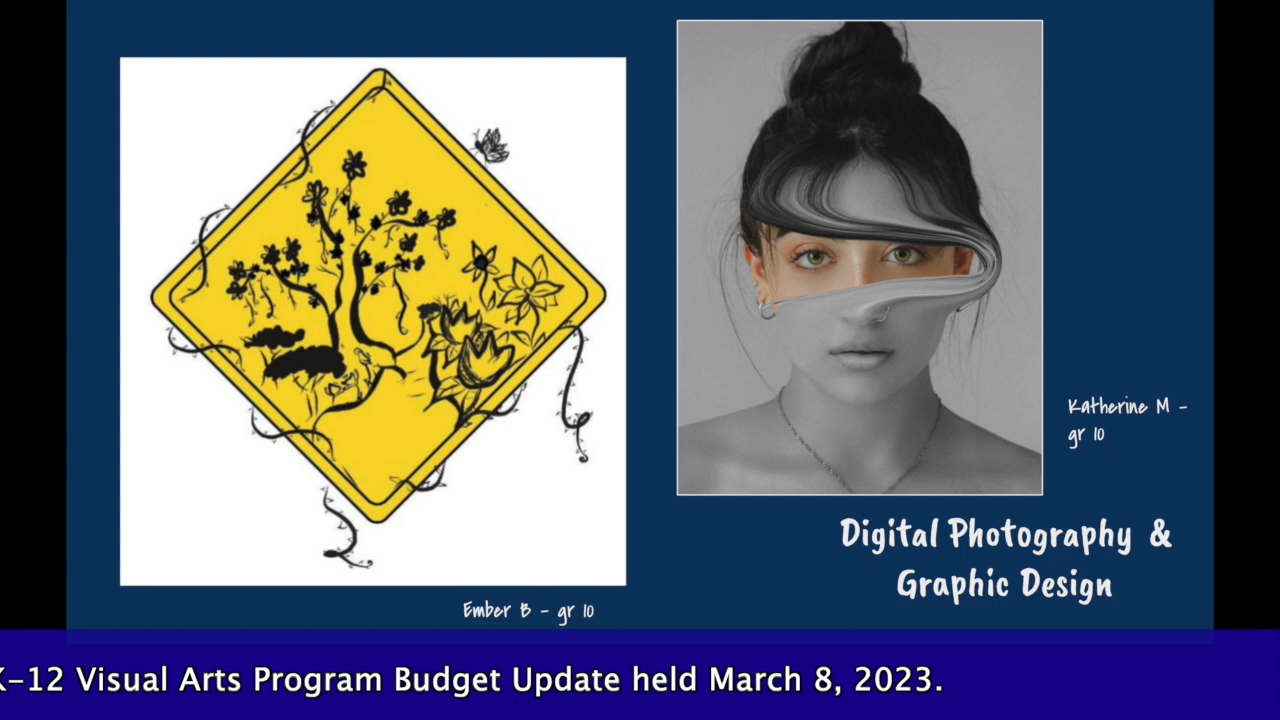 Katherine M -
gr 10
Digital Photography &
Graphic Design
Ember B - gr 10
K-12 Visual Arts Program Budget Update held March 8, 2023.